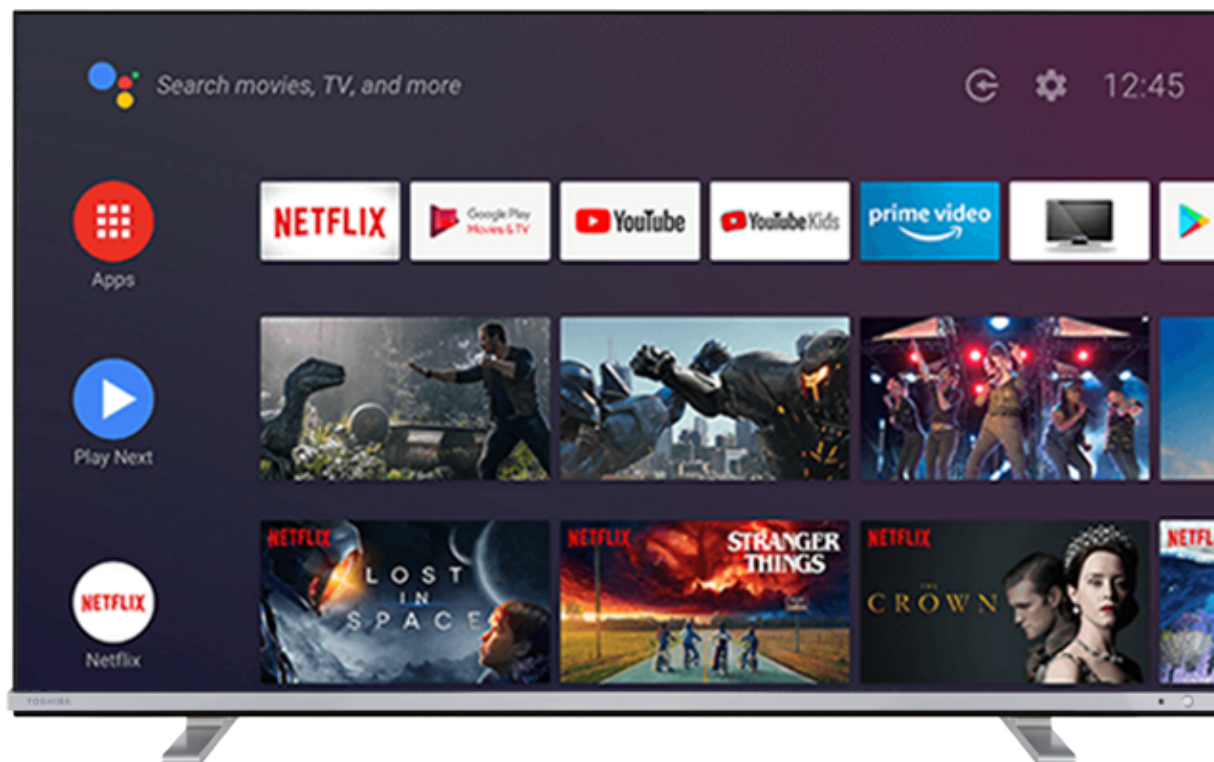 Search movies, TV, and more
12:45
NETFLIX
Google Play
Movies & TV
YouTube
YouTube Kids
prime video
Apps
Play Next
NETFLIX
LOST
IN
SPACE
NETFLIX
STRANGER
THINGS
NETFLIX
THE
CROWN
NETFL
NETFLIX
Netflix
TOSHIBA